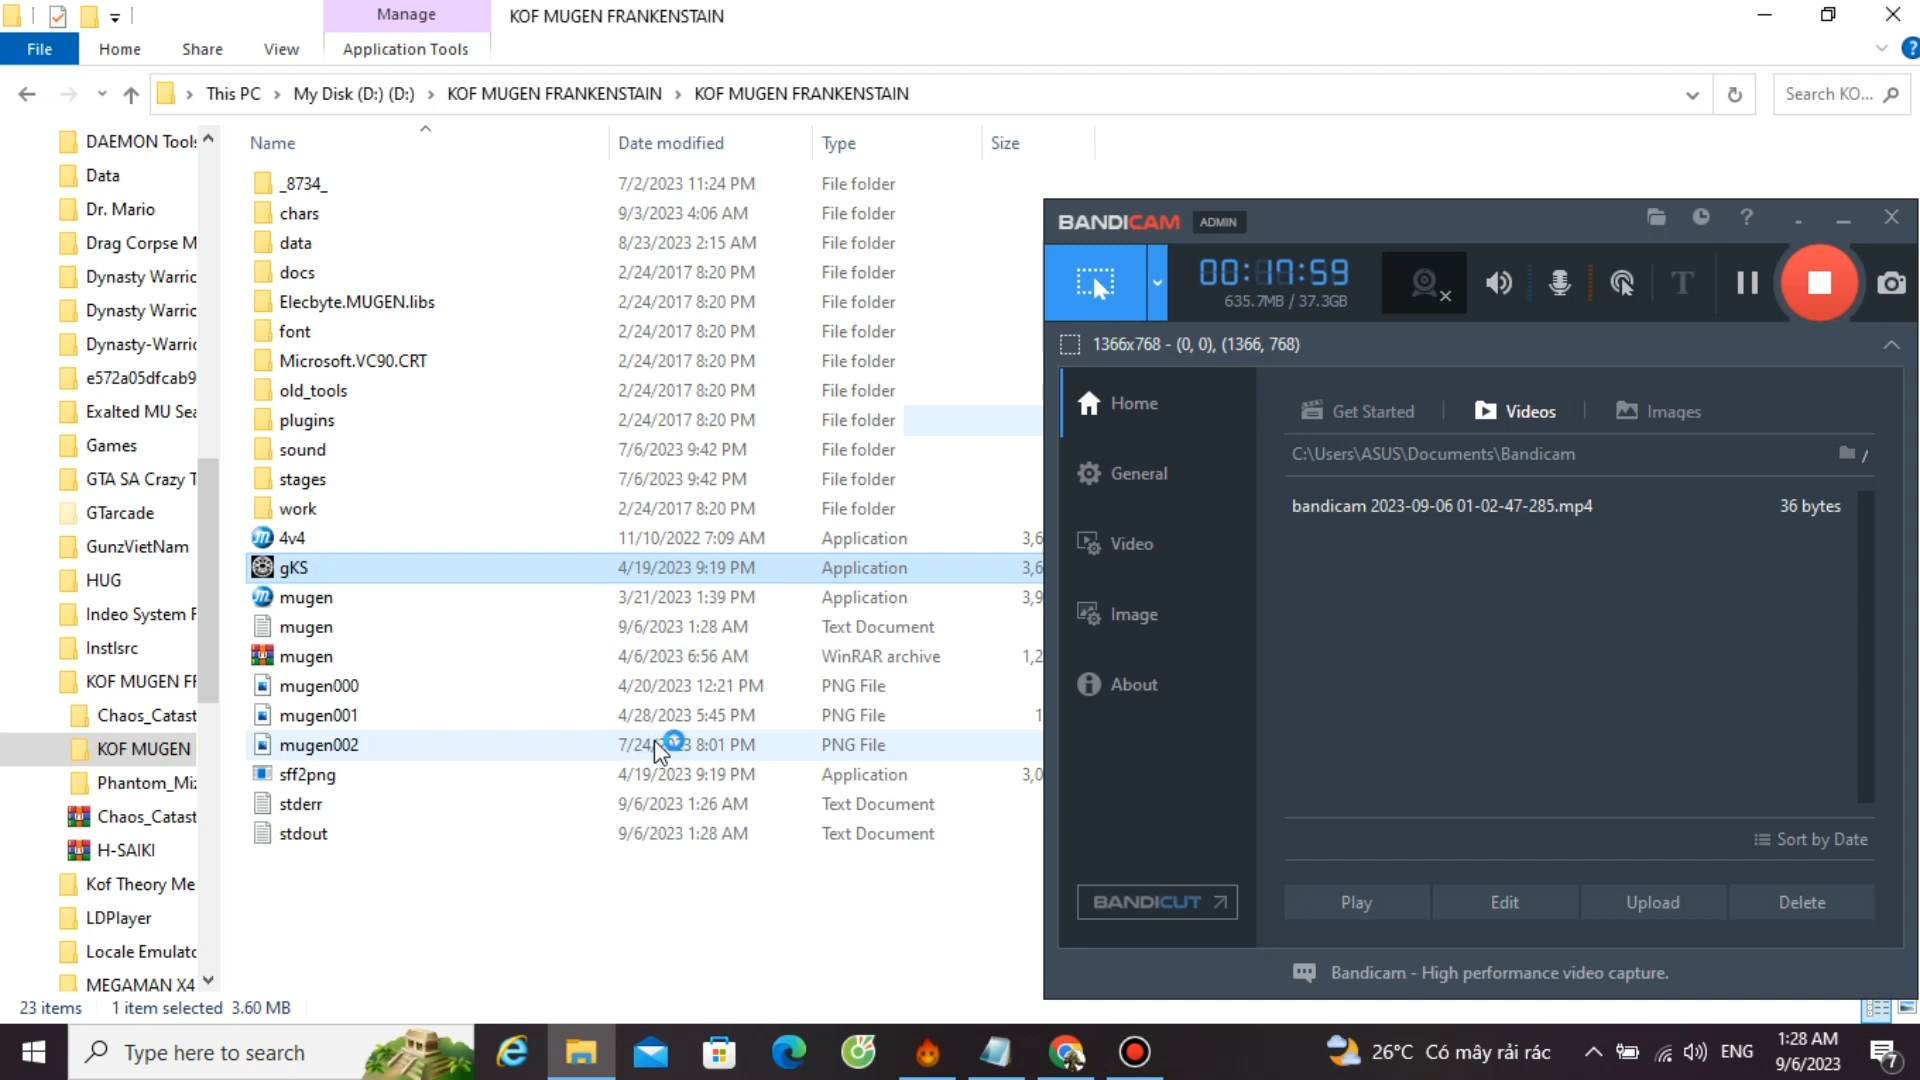 Manage
KOF MUGEN FRANKENSTAIN
File
Home
Share
View
Application Tools
This PC
My Disk (D:) (D:)
KOF MUGEN FRANKENSTAIN
KOF MUGEN FRANKENSTAIN
Search KO...
DAEMON Tools
Data
Dr. Mario
Drag Corpse M
Dynasty Warric
Dynasty Warric
Dynasty-Warric
e572a05dfcab9
Exalted MU Sea
Games
GTA SA Crazy T
GTarcade
GunzVietNam
HUG
Indeo System F
Instlsrc
KOF MUGEN FF
Chaos_Catast
KOF MUGEN
Phantom_Miz
Chaos_Catast
H-SAIKI
Kof Theory Me
LDPlayer
Locale Emulato
MEGAMAN X4
Name Date modified Type Size
_8734_ 7/2/2023 11:24 PM File folder
chars 9/3/2023 4:06 AM File folder
data 8/23/2023 2:15 AM File folder
docs 2/24/2017 8:20 PM File folder
Elecbyte.MUGEN.libs 2/24/2017 8:20 PM File folder
font 2/24/2017 8:20 PM File folder
Microsoft.VC90.CRT 2/24/2017 8:20 PM File folder
old_tools 2/24/2017 8:20 PM File folder
plugins 2/24/2017 8:20 PM File folder
sound 7/6/2023 9:42 PM File folder
stages 7/6/2023 9:42 PM File folder
work 2/24/2017 8:20 PM File folder
4v4 11/10/2022 7:09 AM Application 3,6
gKS 4/19/2023 9:19 PM Application 3,6
mugen 3/21/2023 1:39 PM Application 3,9
mugen 9/6/2023 1:28 AM Text Document
mugen 4/6/2023 6:56 AM WinRAR archive 1,2
mugen000 4/20/2023 12:21 PM PNG File
mugen001 4/28/2023 5:45 PM PNG File 1
mugen002 8:01 PM PNG File
sff2png 4/19/2023 9:19 PM Application 3,0
stderr 9/6/2023 1:26 AM Text Document
stdout 9/6/2023 1:28 AM Text Document
23 items 1 item selected 3.60 MB
BANDICAM ADMIN
00:17:59
635.7MB / 37.3GB
1366x768 - (0, 0), (1366, 768)
Home
General
Video
Image
About
BANDICUT
Get Started
Videos
Images
C:\Users\ASUS\Documents\Bandicam
bandicam 2023-09-06 01-02-47-285.mp4 36 bytes
Sort by Date
Play Edit Upload Delete
Bandicam - High performance video capture.
Type here to search
26°C Có mây rải rác
ENG
1:28 AM
9/6/2023
7